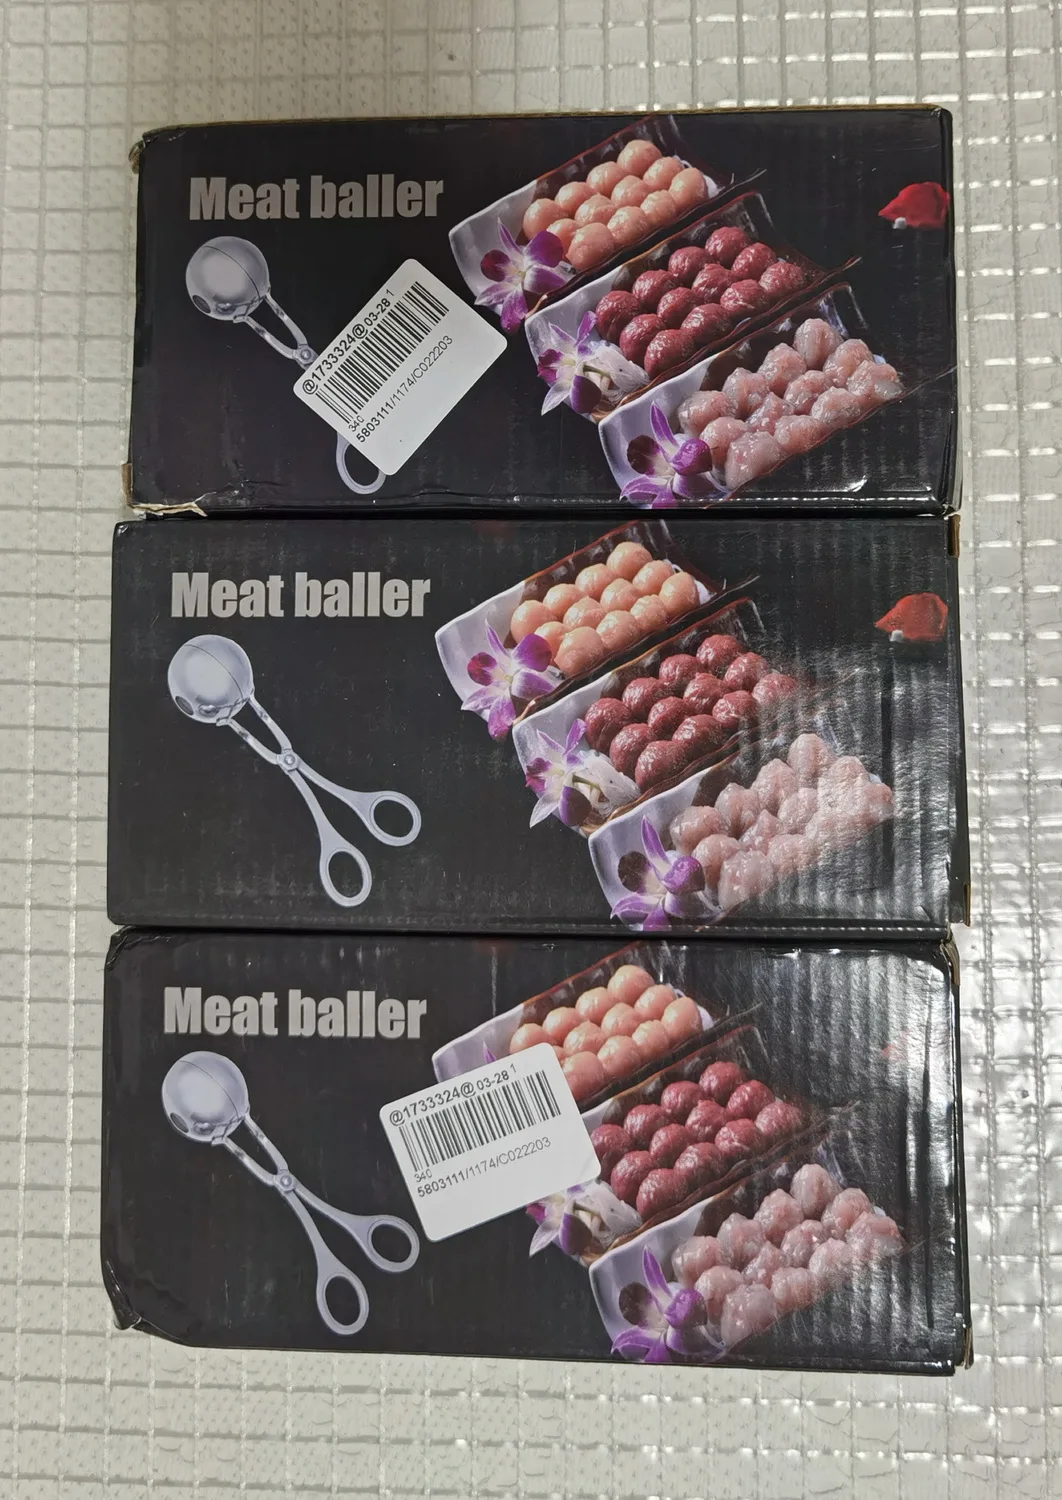 Meat baller
@1733324@ 03-28 1
340
5803111/1174/C022203
Meat baller
Meat baller
@1733324@ 03-28 1
340
5803111/1174/C022203